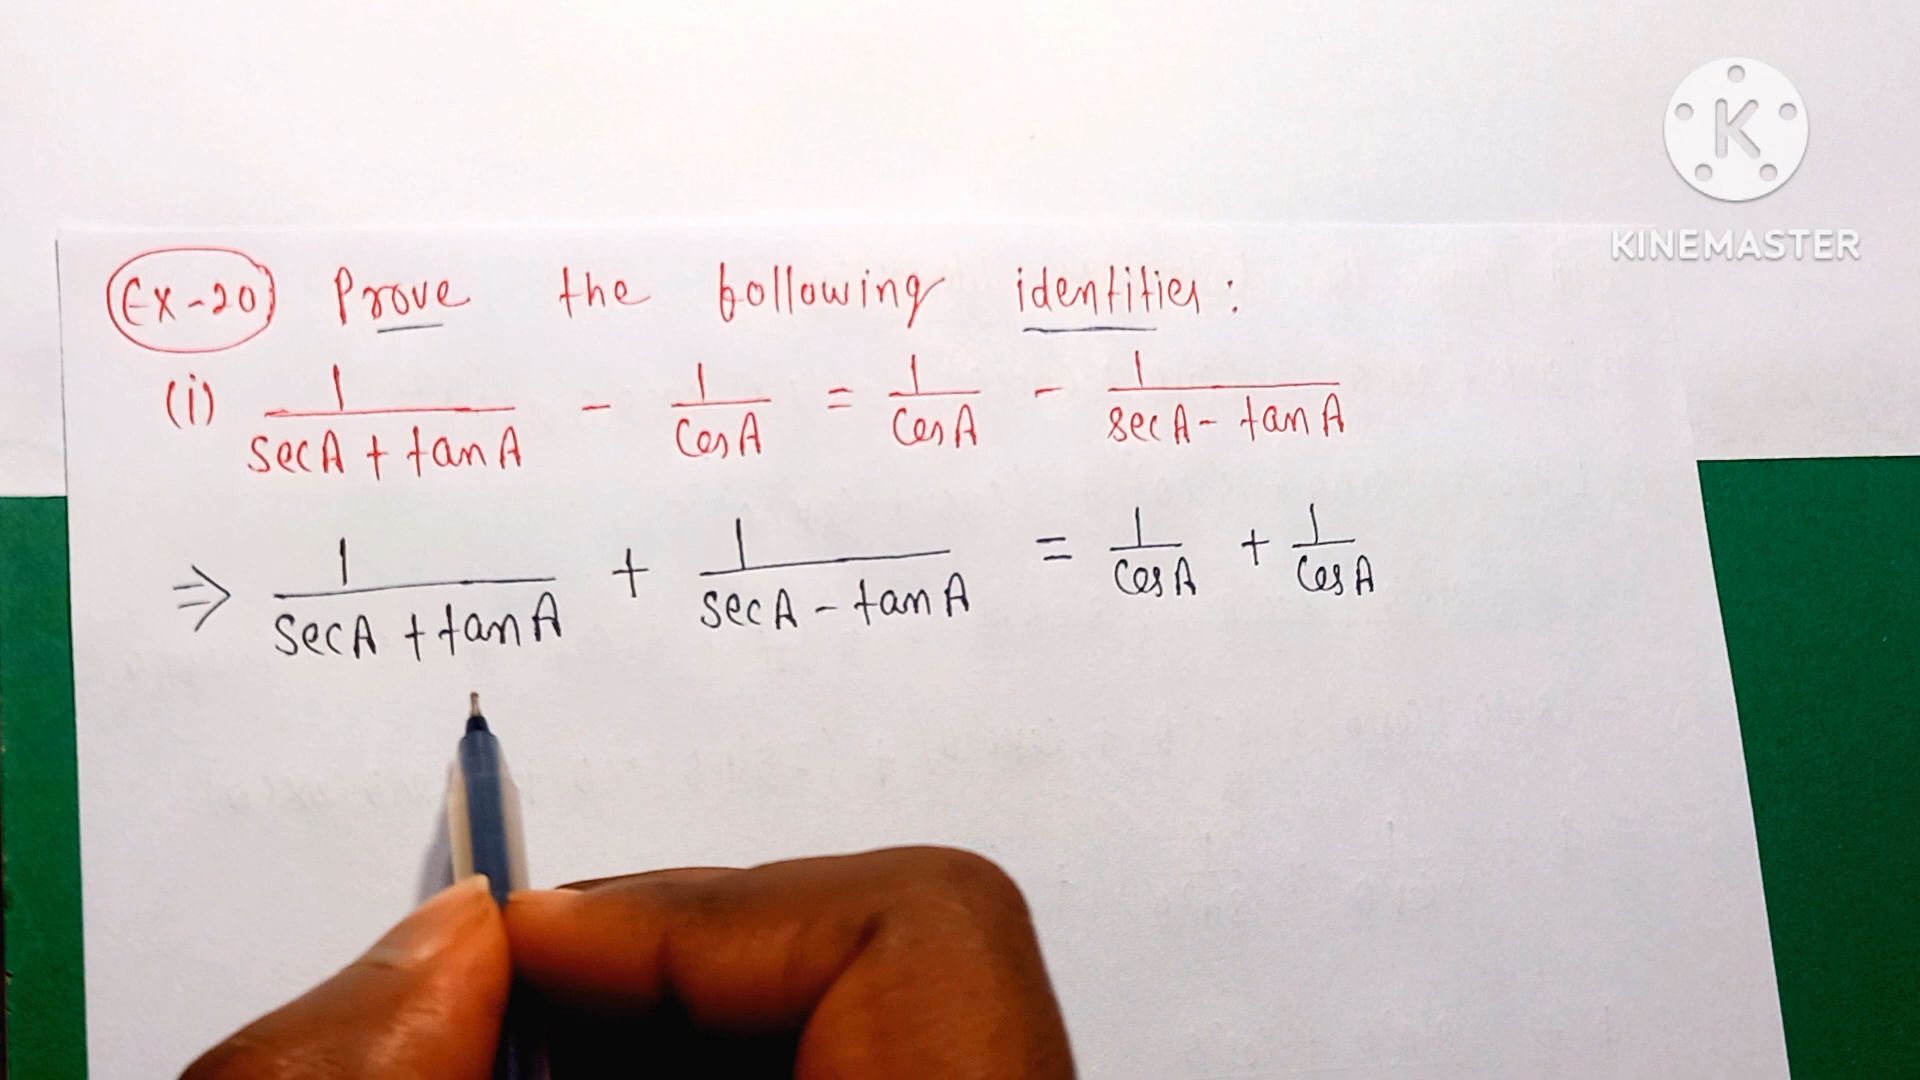 K
KINEMASTER
Ex-20 Prove the following identities:
(i) 1/(secA + tanA) - 1/CosA = 1/CosA - 1/(secA - tanA)
⇒ 1/(secA + tanA) + 1/(secA - tanA) = 1/CosA + 1/CosA